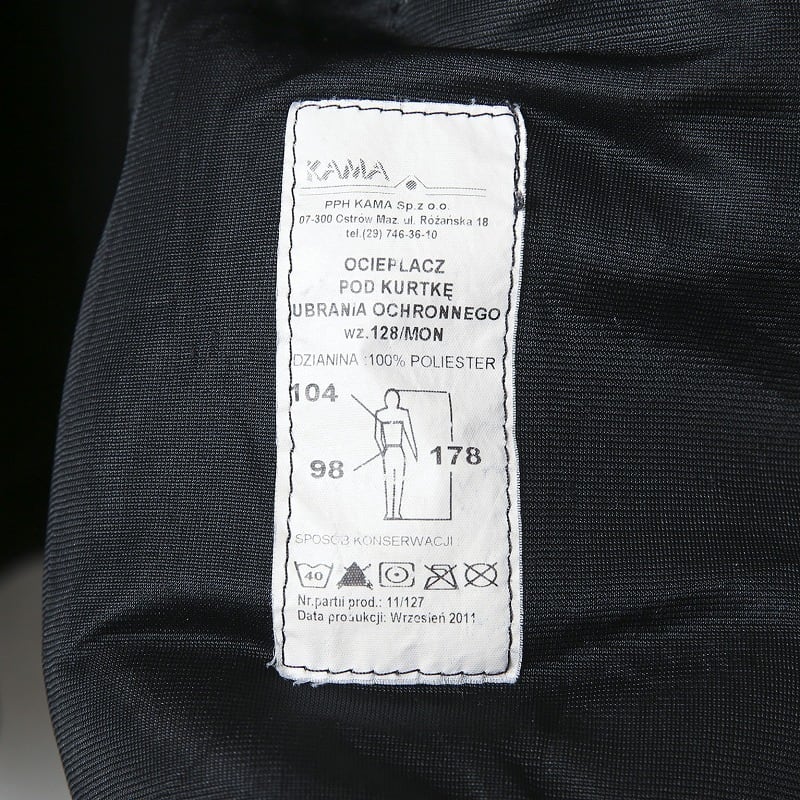 KAMA
PPH KAMA Sp.z o.o.
07-300 Ostrów Maz. ul. Różańska 18
tel.(29) 746-36-10
OCIEPLACZ
POD KURTKĘ
UBRANIA OCHRONNEGO
wz.128/MON
DZIANINA :100% POLIESTER
104
98
178
SPOSÓB KONSERWACJI :
40
Nr.partii prod.: 11/127
Data produkcji: Wrzesień 2011